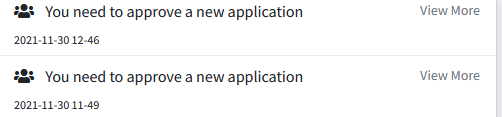 You need to approve a new application View More
2021-11-30 12-46
You need to approve a new application View More
2021-11-30 11-49